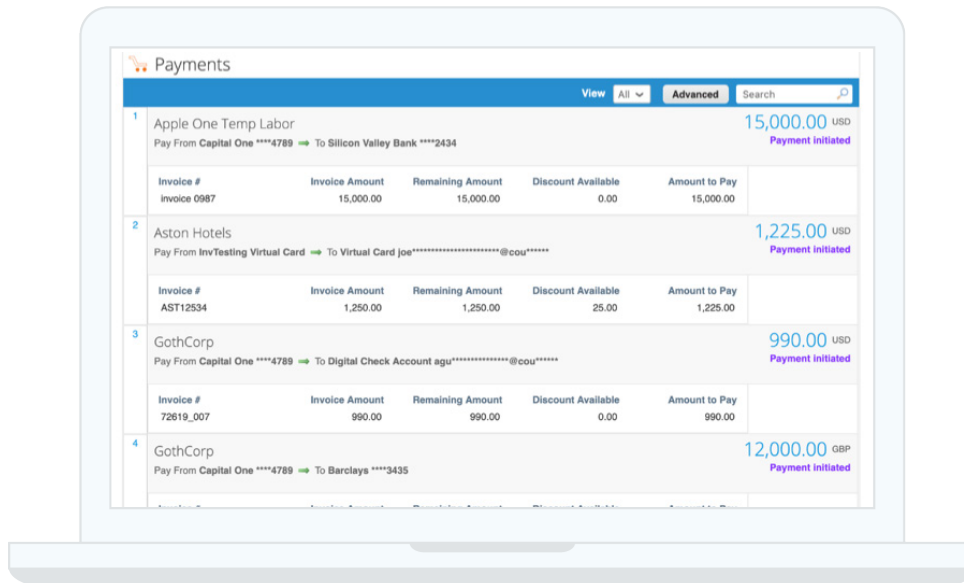 Payments
View All Advanced Search
1
Apple One Temp Labor 15,000.00 USD
Pay From Capital One ****4789 To Silicon Valley Bank ****2434 Payment initiated
Invoice # Invoice Amount Remaining Amount Discount Available Amount to Pay
invoice 0987 15,000.00 15,000.00 0.00 15,000.00
2
Aston Hotels 1,225.00 USD
Pay From InvTesting Virtual Card To Virtual Card joe************************@cou****** Payment initiated
Invoice # Invoice Amount Remaining Amount Discount Available Amount to Pay
AST12534 1,250.00 1,250.00 25.00 1,225.00
3
GothCorp 990.00 USD
Pay From Capital One ****4789 To Digital Check Account agu***************@cou****** Payment initiated
Invoice # Invoice Amount Remaining Amount Discount Available Amount to Pay
72619_007 990.00 990.00 0.00 990.00
4
GothCorp 12,000.00 GBP
Pay From Capital One ****4789 To Barclays ****3435 Payment initiated